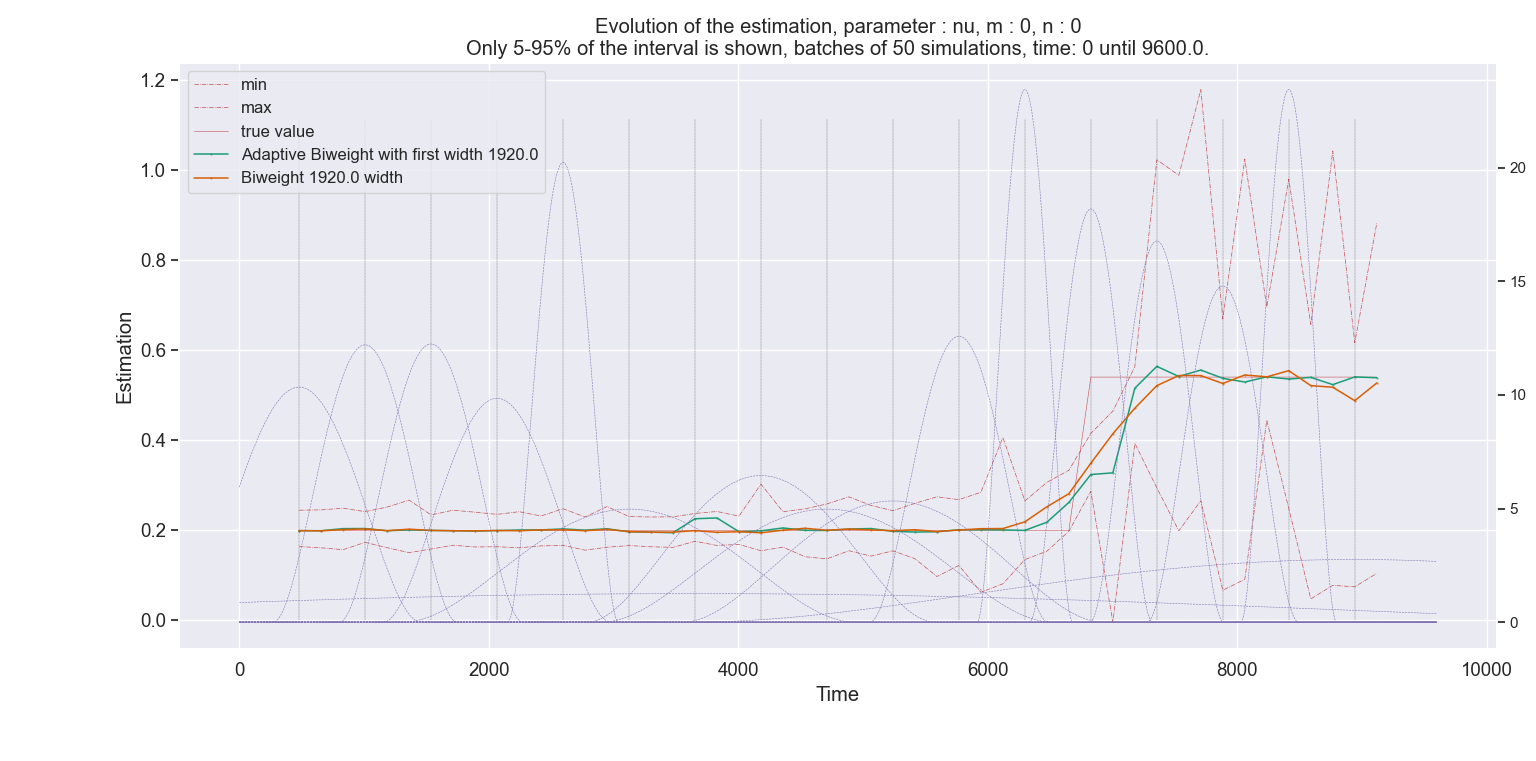 Evolution of the estimation, parameter : nu, m : 0, n : 0
Only 5-95% of the interval is shown, batches of 50 simulations, time: 0 until 9600.0.
min
max
true value
Adaptive Biweight with first width 1920.0
Biweight 1920.0 width
Estimation
1.2
1.0
0.8
0.6
0.4
0.2
0.0
20
15
10
5
0
0
2000
4000
6000
8000
10000
Time